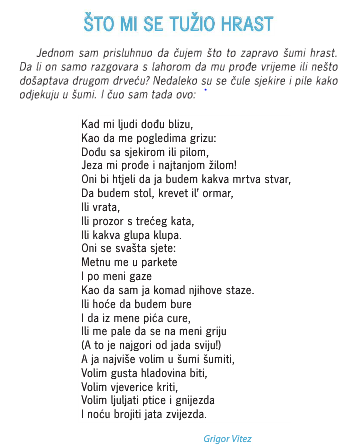 ŠTO MI SE TUŽIO HRAST
Jednom sam prisluhnuo da čujem što to zapravo šumi hrast.
Da li on samo razgovara s lahorom da mu prođe vrijeme ili nešto
došaptava drugom drveću? Nedaleko su se čule sjekire i pile kako
odjekuju u šumi. I čuo sam tada ovo:
Kad mi ljudi dođu blizu,
Kao da me pogledima grizu:
Dođu sa sjekirom ili pilom,
Jeza mi prođe i najtanjom žilom!
Oni bi htjeli da ja budem kakva mrtva stvar,
Da budem stol, krevet il' ormar,
Ili vrata,
Ili prozor s trećeg kata,
Ili kakva glupa klupa.
Oni se svašta sjete:
Metnu me u parkete
I po meni gaze
Kao da sam ja komad njihove staze.
Ili hoće da budem bure
I da iz mene pića cure,
Ili me pale da se na meni griju
(A to je najgori od jada sviju!)
A ja najviše volim u šumi šumiti,
Volim gusta hladovina biti,
Volim vjeverice kriti,
Volim ljuljati ptice i gnijezda
I noću brojiti jata zvijezda.
Grigor Vitez